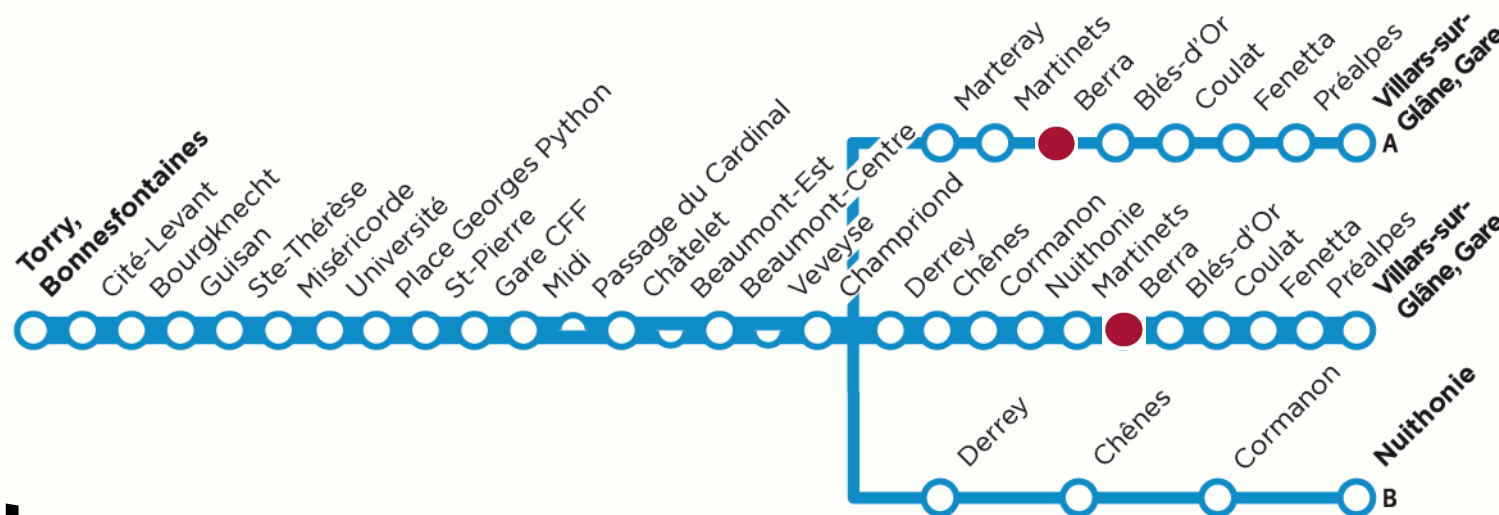 Marteray
Martinets
Berra
Blés-d'Or
Coulat
Fenetta
Préalpes
Villars-sur-
Glâne, Gare
A
Torry,
Bonnesfontaines
Cité-Levant
Bourgknecht
Guisan
Ste-Thérèse
Miséricorde
Université
Place Georges Python
St-Pierre
Gare CFF
Midi
Passage du Cardinal
Châtelet
Beaumont-Est
Beaumont-Centre
Veveyse
Champriond
Derrey
Chênes
Cormanon
Nuithonie
Martinets
Berra
Blés-d'Or
Coulat
Fenetta
Préalpes
Villars-sur-
Glâne, Gare
Derrey
Chênes
Cormanon
Nuithonie
B